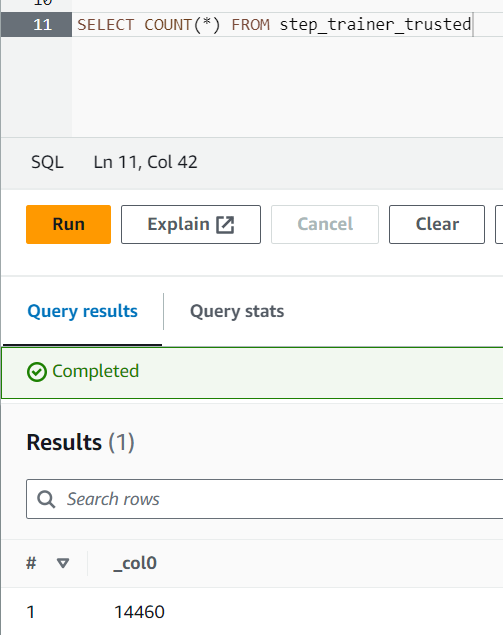 10
11 SELECT COUNT(*) FROM step_trainer_trusted
SQL Ln 11, Col 42
Run Explain Cancel Clear
Query results Query stats
Completed
Results (1)
Search rows
# _col0
1 14460